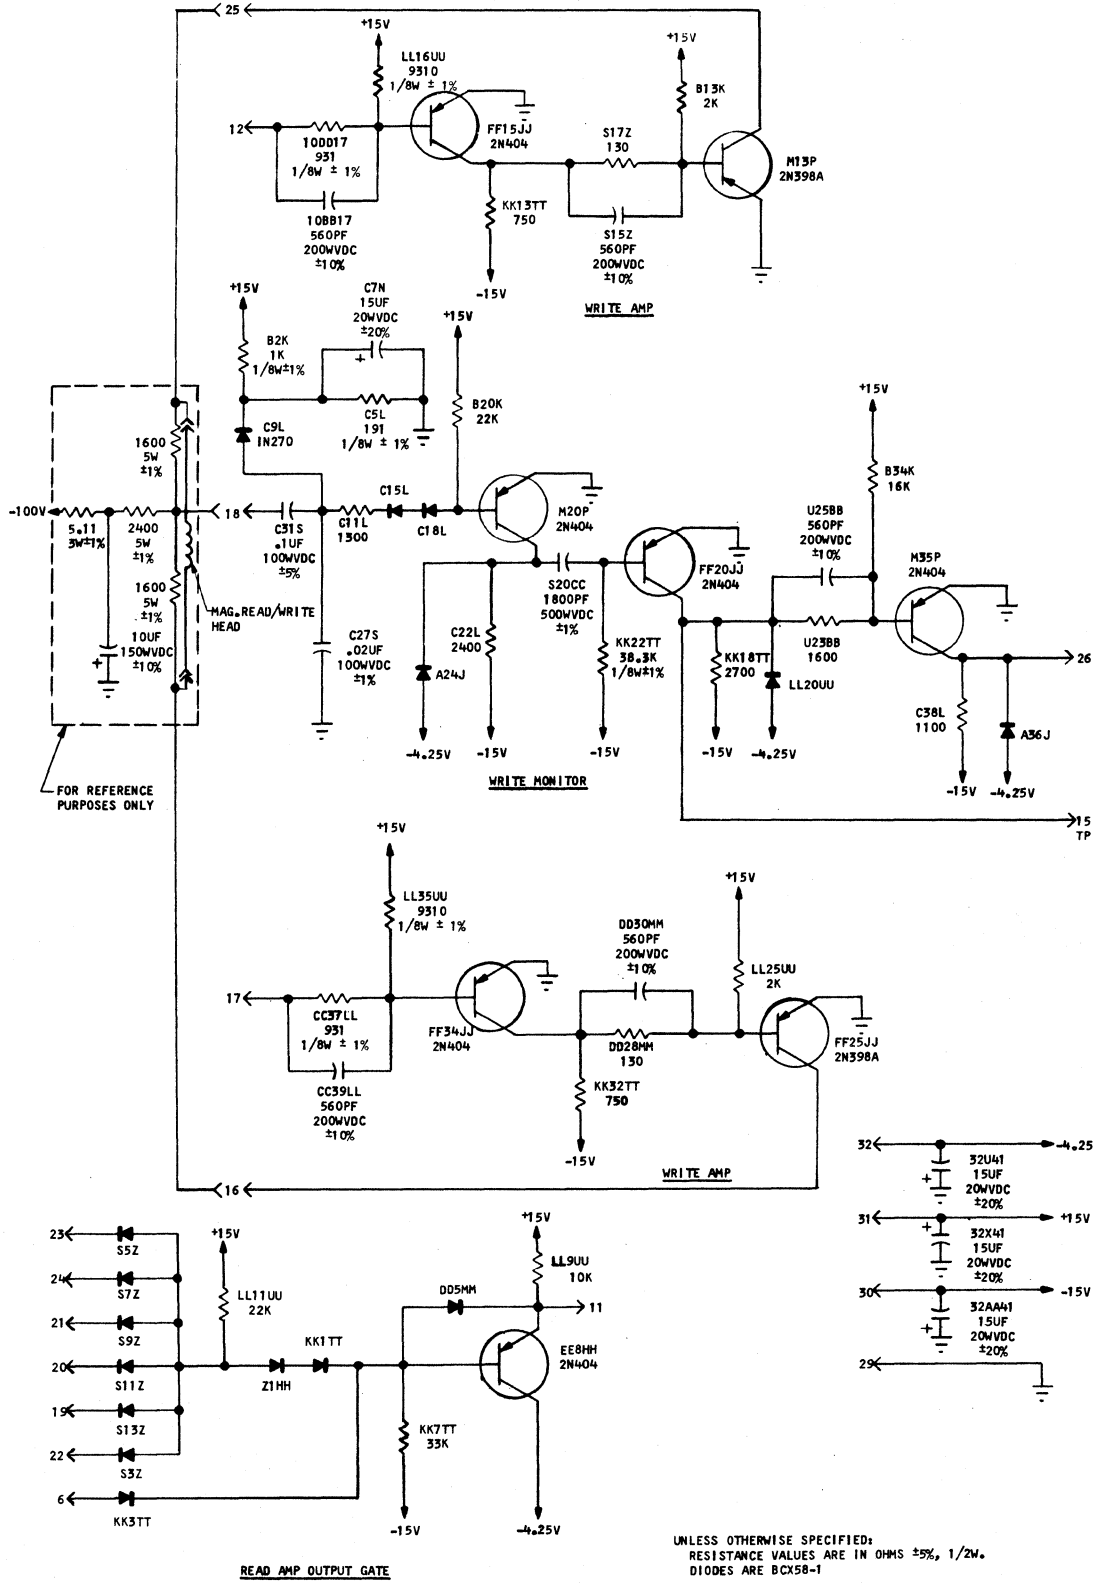 25
+15V
LL16UU
9310
1/8W ± 1%
12
10DD17
931
1/8W ± 1%
10BB17
560PF
200WVDC
±10%
FF15JJ
2N404
KK13TT
750
-15V
+15V
B13K
2K
S17Z
130
S15Z
560PF
200WVDC
±10%
M13P
2N398A
WRITE AMP
+15V
B2K
1K
1/8W±1%
C7N
15UF
20WVDC
±20%
+
C5L
191
1/8W ± 1%
C9L
IN270
+15V
B20K
22K
1600
5W
±1%
-100V
5.11
3W±1%
2400
5W
±1%
1600
5W
±1%
10UF
150WVDC
±10%
+
MAG.READ/WRITE
HEAD
18
C31S
.1UF
100WVDC
±5%
C11L
1300
C15L
C18L
C27S
.02UF
100WVDC
±1%
M20P
2N404
A24J
-4.25V
C22L
2400
-15V
S20CC
1800PF
500WVDC
±1%
KK22TT
38.3K
1/8W±1%
-15V
FF20JJ
2N404
KK18TT
2700
-15V
LL20UU
-4.25V
U25BB
560PF
200WVDC
±10%
U23BB
1600
+15V
B34K
16K
M35P
2N404
26
C38L
1100
-15V
A36J
-4.25V
15
TP
WRITE MONITOR
FOR REFERENCE
PURPOSES ONLY
+15V
LL35UU
9310
1/8W ± 1%
17
CC37LL
931
1/8W ± 1%
CC39LL
560PF
200WVDC
±10%
FF34JJ
2N404
KK32TT
750
-15V
DD30MM
560PF
200WVDC
±10%
DD28MM
130
+15V
LL25UU
2K
FF25JJ
2N398A
WRITE AMP
16
32
-4.25
+
32U41
15UF
20WVDC
±20%
31
+15V
+
32X41
15UF
20WVDC
±20%
30
-15V
+
32AA41
15UF
20WVDC
±20%
29
23
S5Z
24
S7Z
21
S9Z
20
S11Z
19
S13Z
22
S3Z
6
KK3TT
+15V
LL11UU
22K
Z1HH
KK1TT
DD5MM
+15V
LL9UU
10K
11
EE8HH
2N404
KK7TT
33K
-15V
-4.25V
READ AMP OUTPUT GATE
UNLESS OTHERWISE SPECIFIED:
RESISTANCE VALUES ARE IN OHMS ±5%, 1/2W.
DIODES ARE BCX58-1